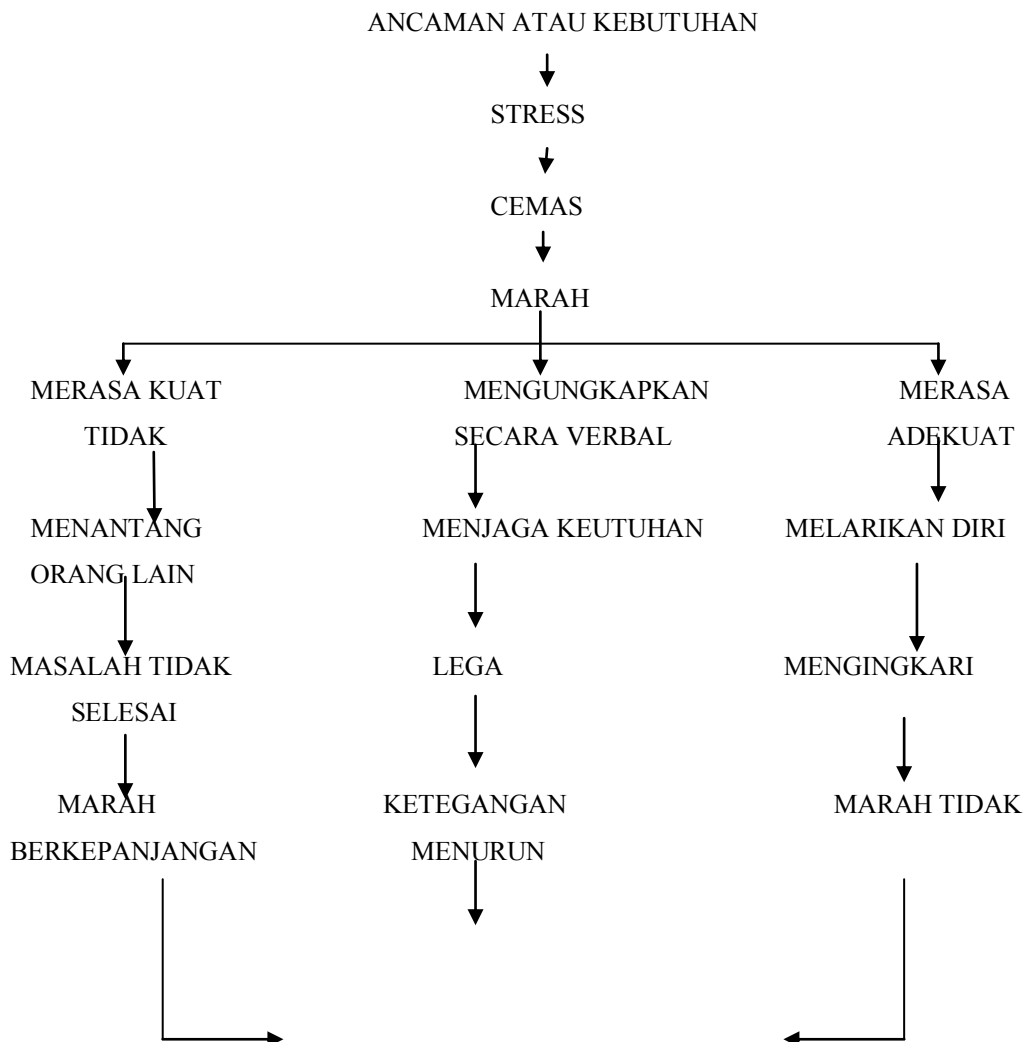 ANCAMAN ATAU KEBUTUHAN
STRESS
CEMAS
MARAH
MERASA KUAT MENGUNGKAPKAN MERASA
TIDAK SECARA VERBAL ADEKUAT
MENANTANG MENJAGA KEUTUHAN MELARIKAN DIRI
ORANG LAIN
MASALAH TIDAK LEGA MENGINGKARI
SELESAI
MARAH KETEGANGAN MARAH TIDAK
BERKEPANJANGAN MENURUN